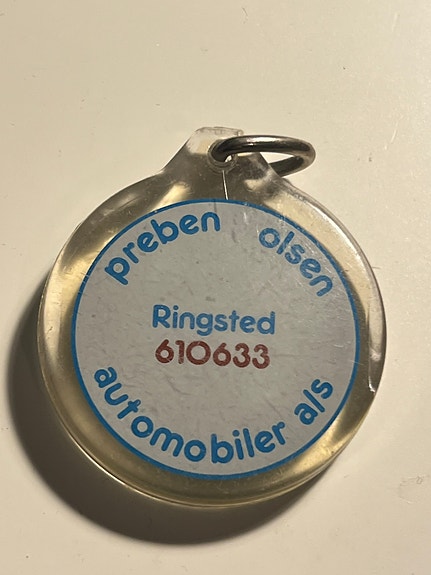 preben olsen
Ringsted
610633
automobiler a/s